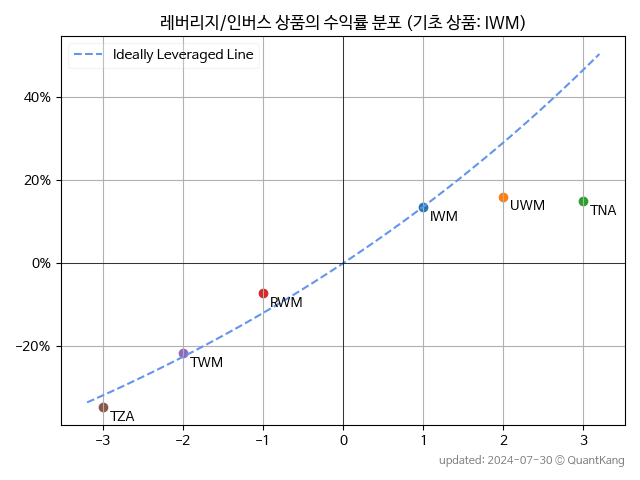 레버리지/인버스 상품의 수익률 분포 (기초 상품: IWM)
Ideally Leveraged Line
40%
20%
0%
−20%
IWM
UWM
TNA
RWM
TWM
TZA
−3 −2 −1 0 1 2 3
updated: 2024-07-30 © QuantKang